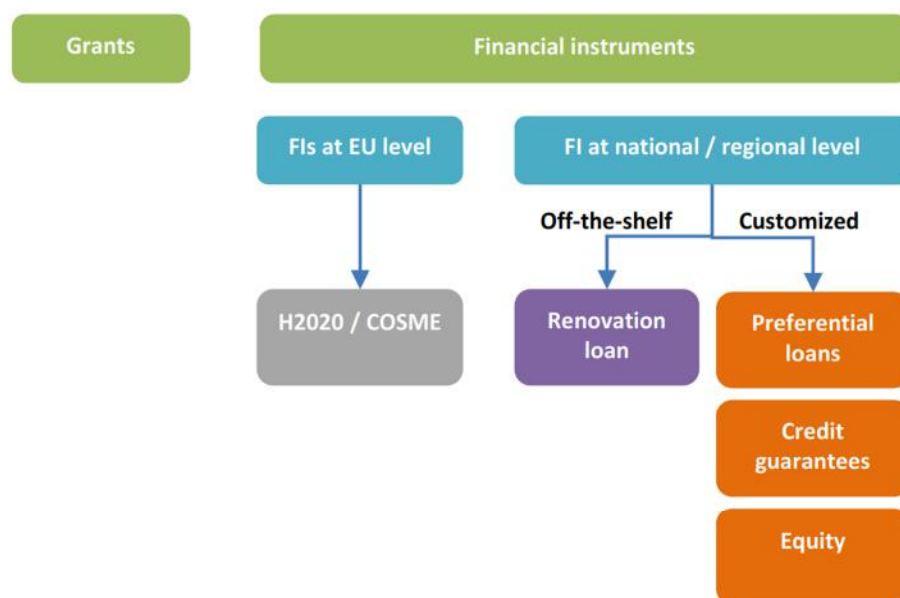 Grants
Financial instruments
FIs at EU level
FI at national / regional level
Off-the-shelf
Customized
H2020 / COSME
Renovation
loan
Preferential
loans
Credit
guarantees
Equity